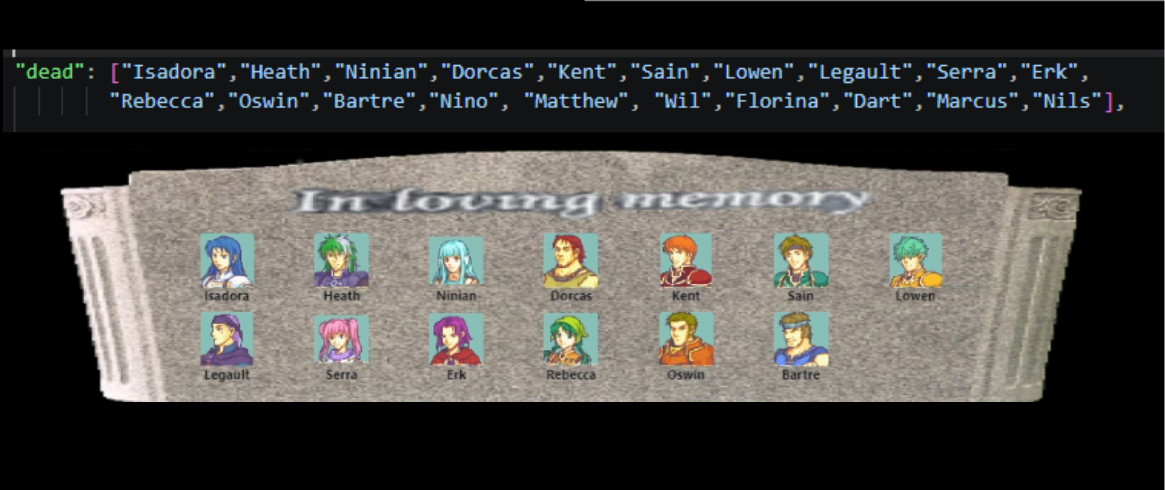 "dead": ["Isadora","Heath","Ninian","Dorcas","Kent","Sain","Lowen","Legault","Serra","Erk",
"Rebecca","Oswin","Bartre","Nino", "Matthew", "Wil","Florina","Dart","Marcus","Nils"],
In loving memory
Isadora Heath Ninian Dorcas Kent Sain Lowen
Legault Serra Erk Rebecca Oswin Bartre